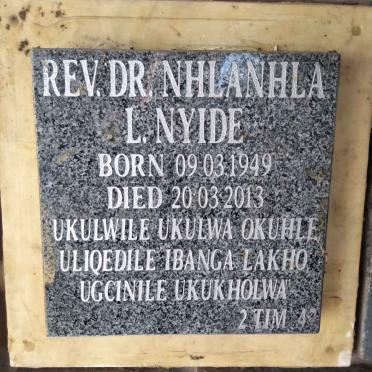 REV. DR. NHLANHLA
L. NYIDE
BORN 09.03.1949
DIED 20.03.2013
UKULWILE UKULWA OKUHLE
ULIQEDILE IBANGA LAKHO
UGCINILE UKUKHOLWA
2 TIM 4?